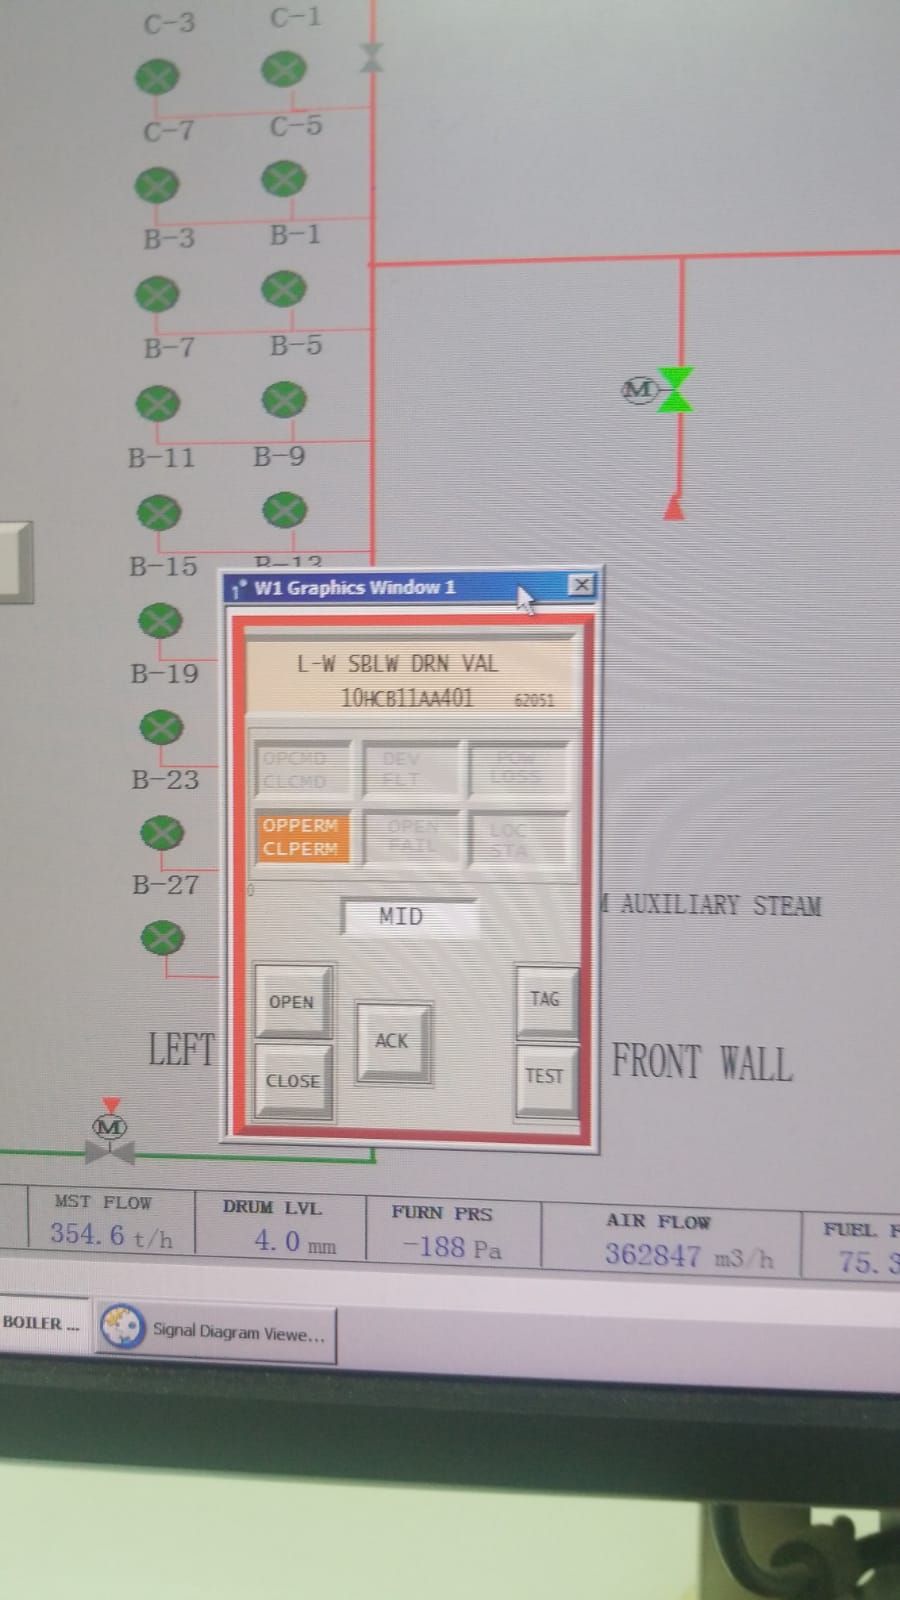 C-3 C-1
C-7 C-5
B-3 B-1
B-7 B-5
M
B-11 B-9
B-15
W1 Graphics Window 1
L-W SBLW DRN VAL
10HCB11AA401 62051
B-19
OPCMD DEV POW
CLCMD FLT LOSS
B-23
OPPERM OPEN LOC
CLPERM FAIL STA
B-27
0
MID
AUXILIARY STEAM
OPEN TAG
ACK
LEFT FRONT WALL
CLOSE TEST
M
MST FLOW DRUM LVL FURN PRS AIR FLOW FUEL
354.6 t/h 4.0 mm -188 Pa 362847 m3/h 75.
BOILER ... Signal Diagram Viewe...